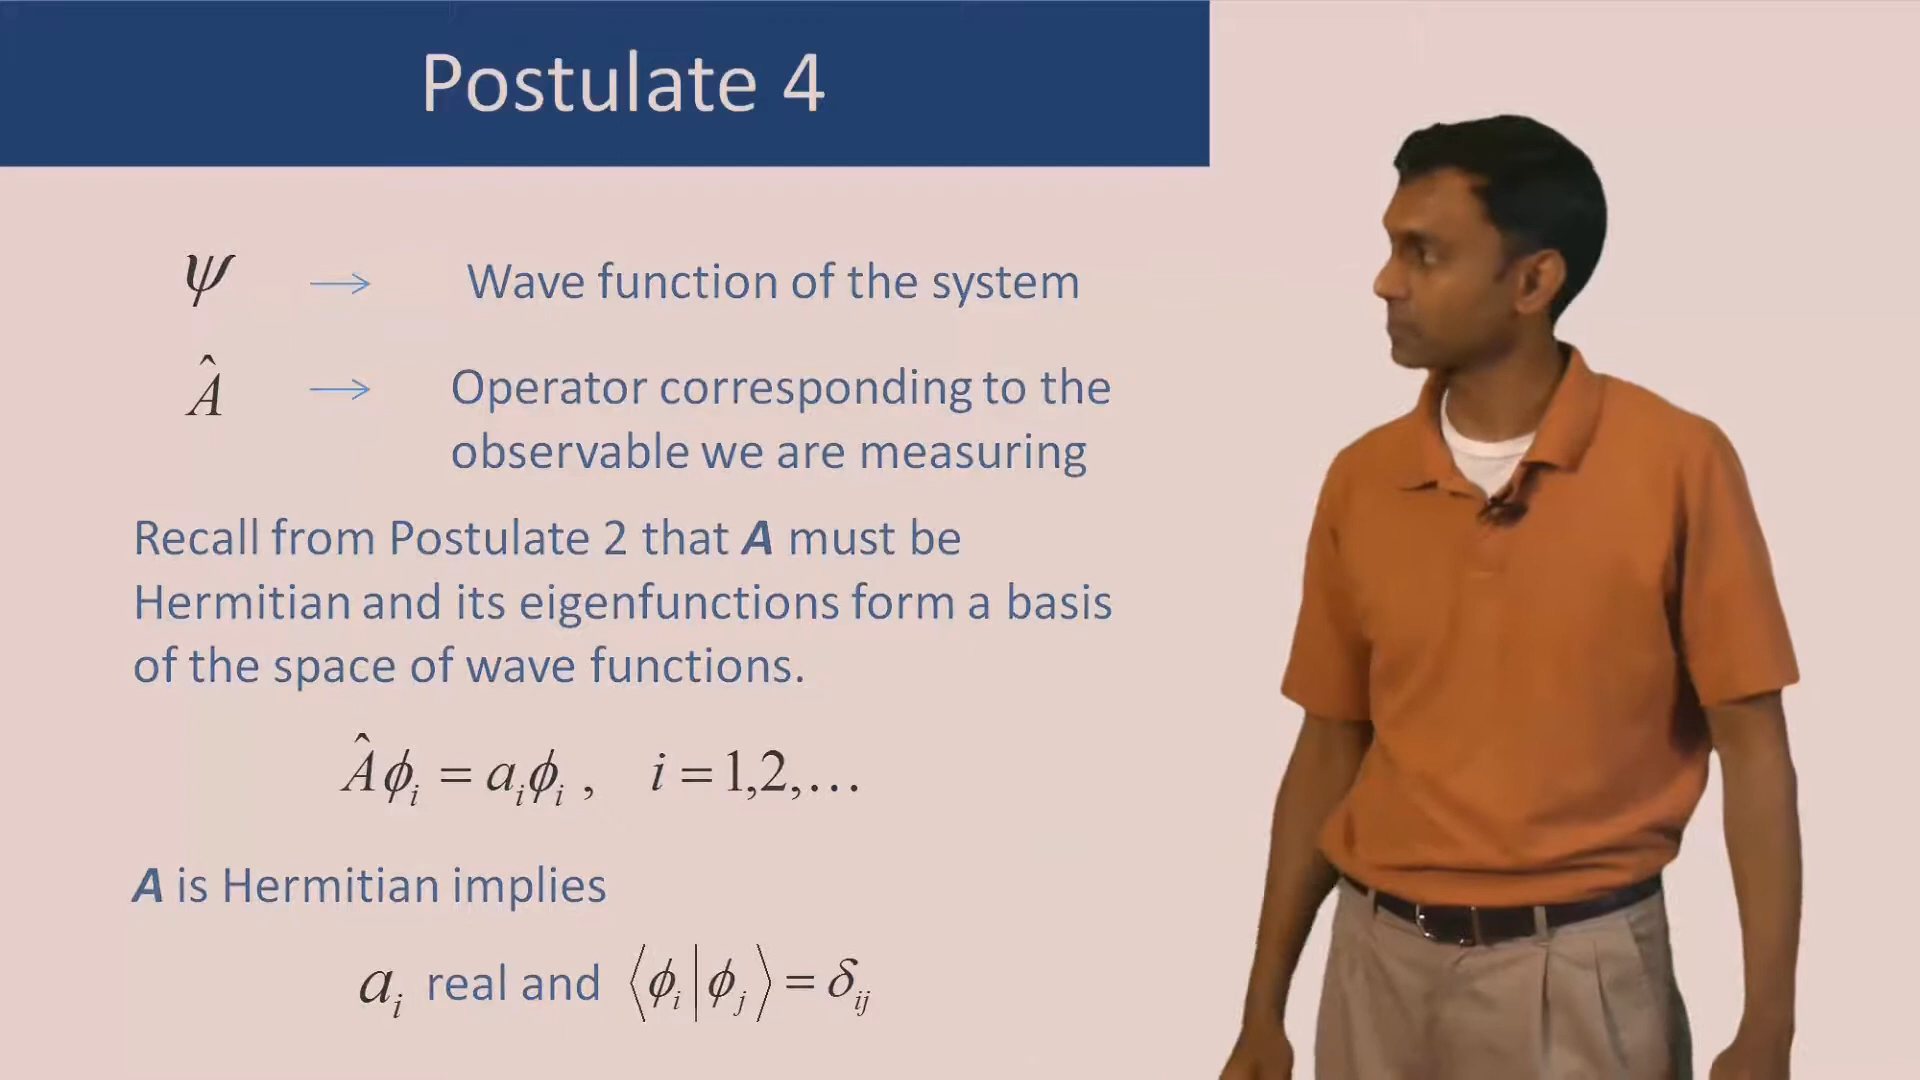 Postulate 4
ψ → Wave function of the system
Â → Operator corresponding to the
observable we are measuring
Recall from Postulate 2 that A must be
Hermitian and its eigenfunctions form a basis
of the space of wave functions.
Âϕᵢ = aᵢϕᵢ , i = 1,2,…
A is Hermitian implies
aᵢ real and ⟨ϕᵢ|ϕⱼ⟩ = δᵢⱼ